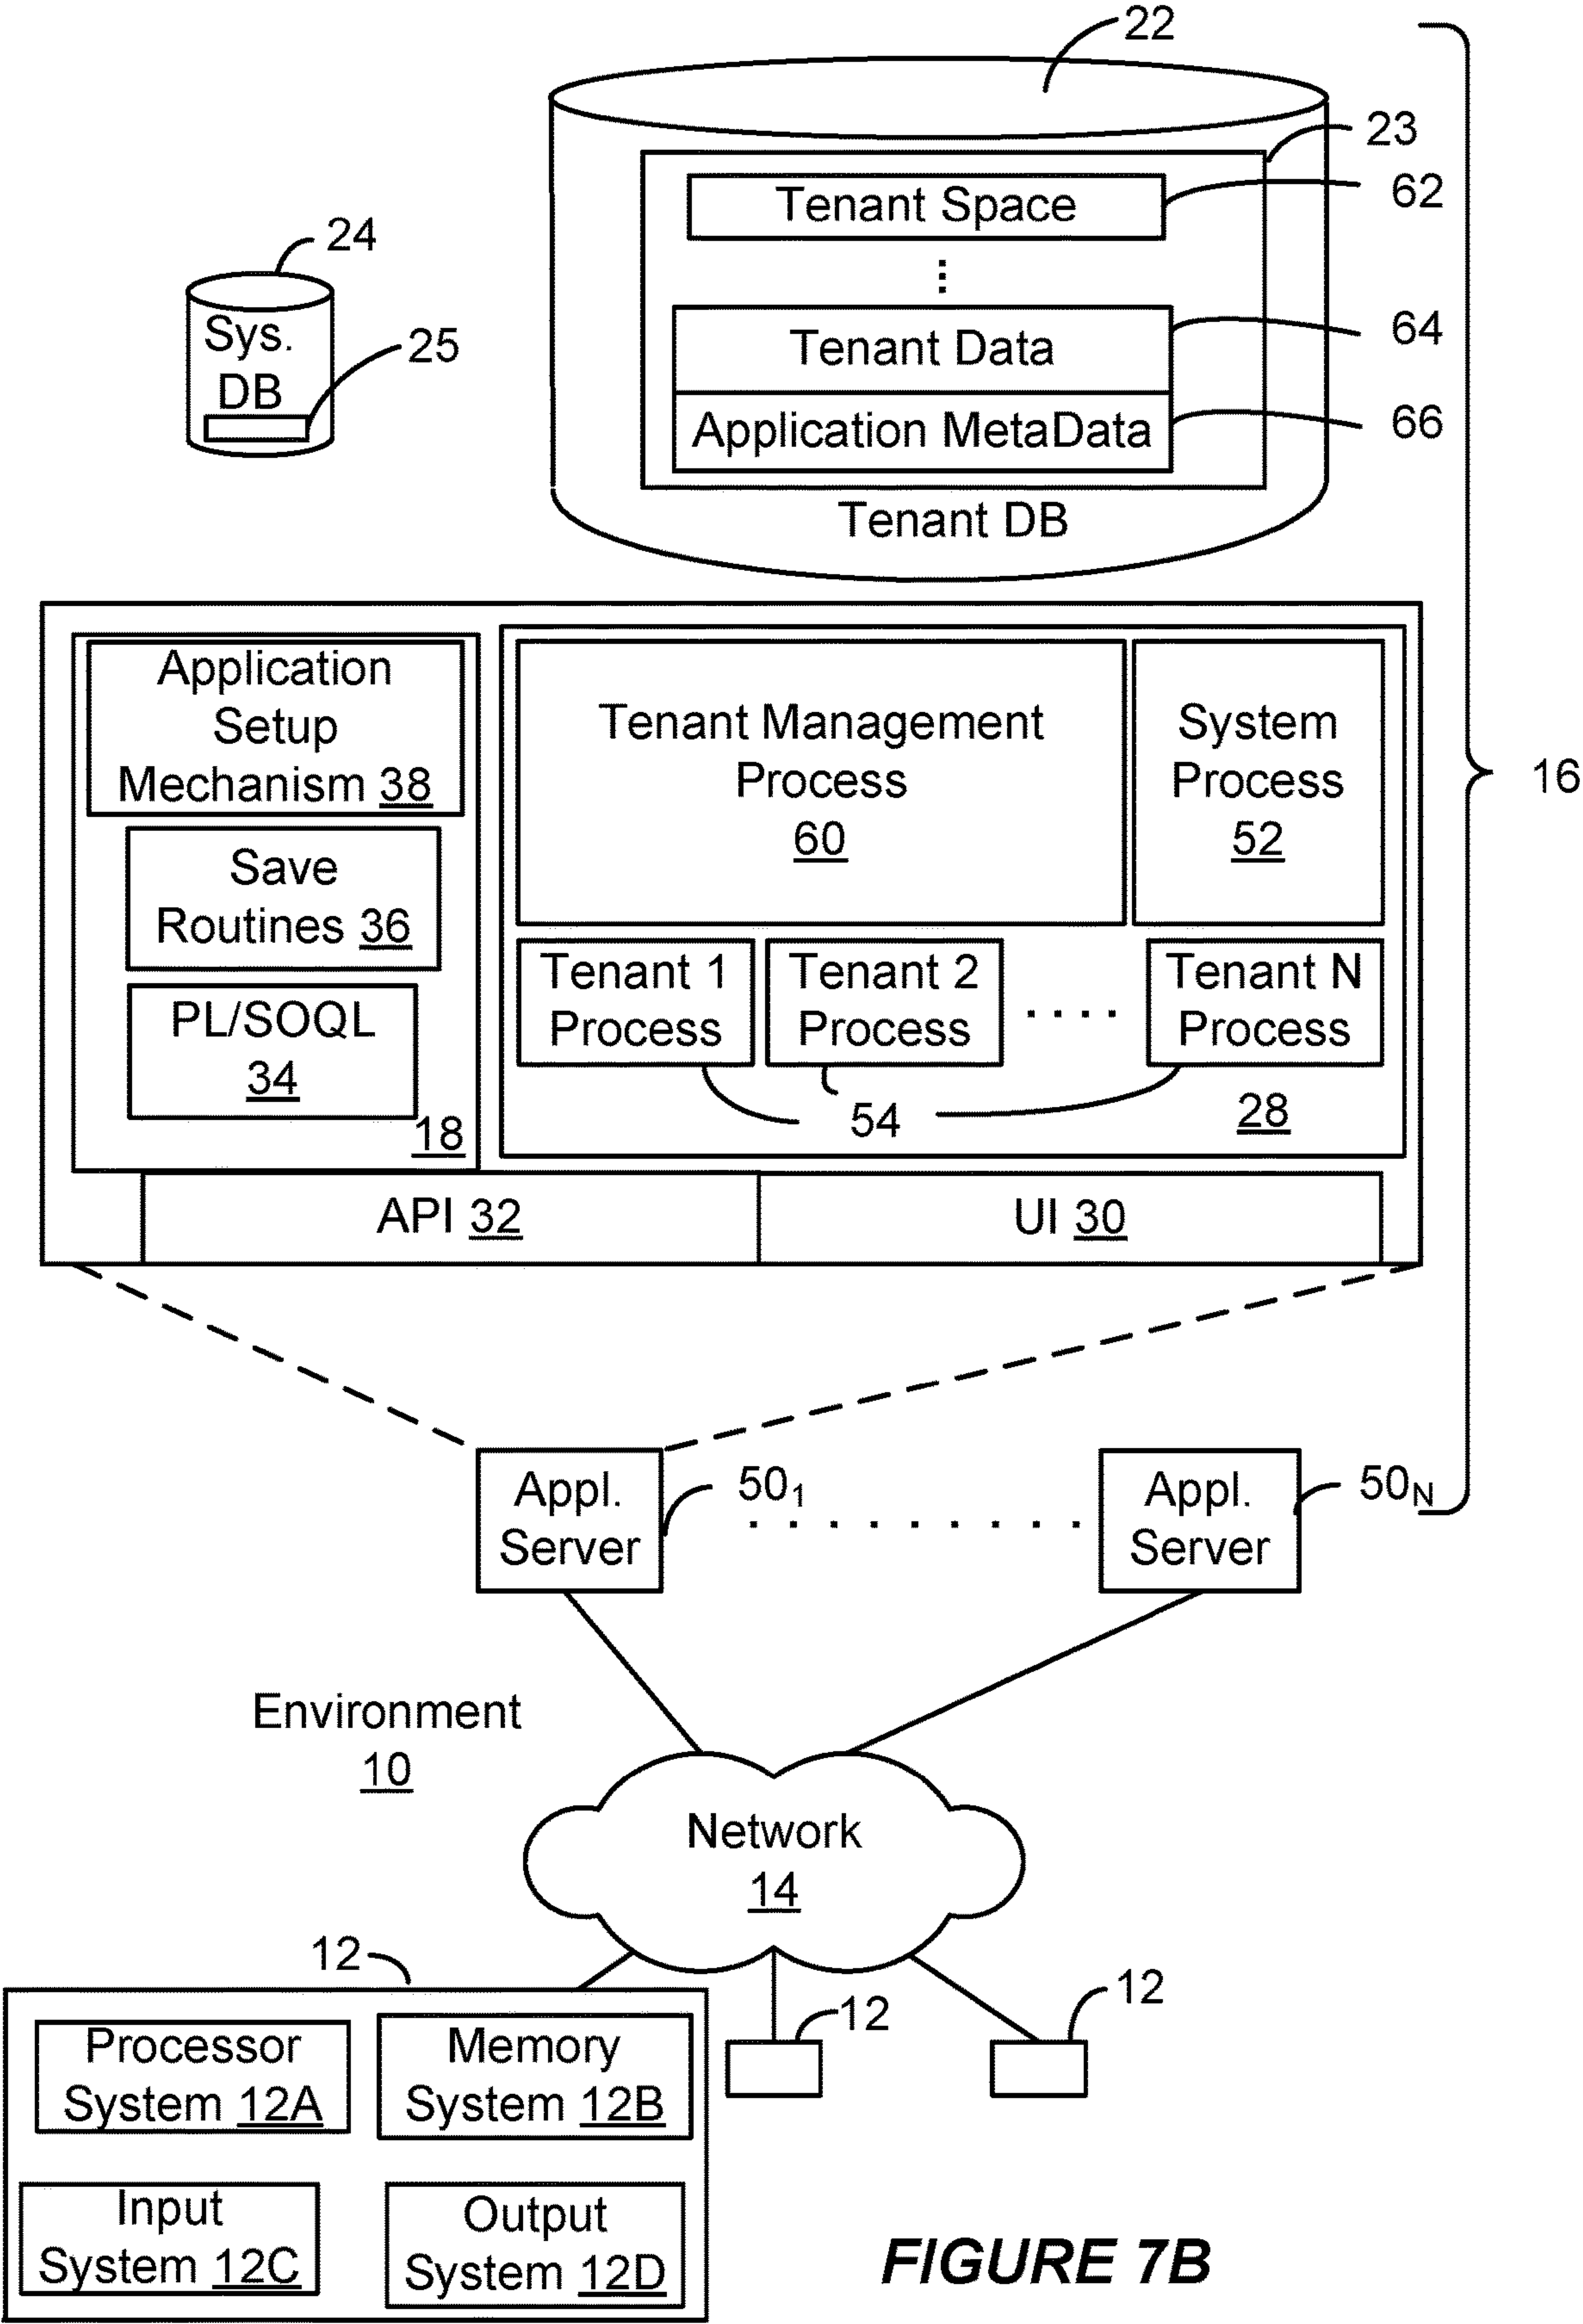 22
23
Tenant Space
62
24
Sys.
DB
25
Tenant Data
64
Application MetaData
66
Tenant DB
Application
Setup
Mechanism 38
Save
Routines 36
PL/SOQL
34
18
Tenant Management
Process
60
System
Process
52
Tenant 1
Process
Tenant 2
Process
....
Tenant N
Process
54
28
API 32
UI 30
16
Appl.
Server
50₁
Appl.
Server
50N
Environment
10
Network
14
12
12
12
Processor
System 12A
Memory
System 12B
Input
System 12C
Output
System 12D
FIGURE 7B